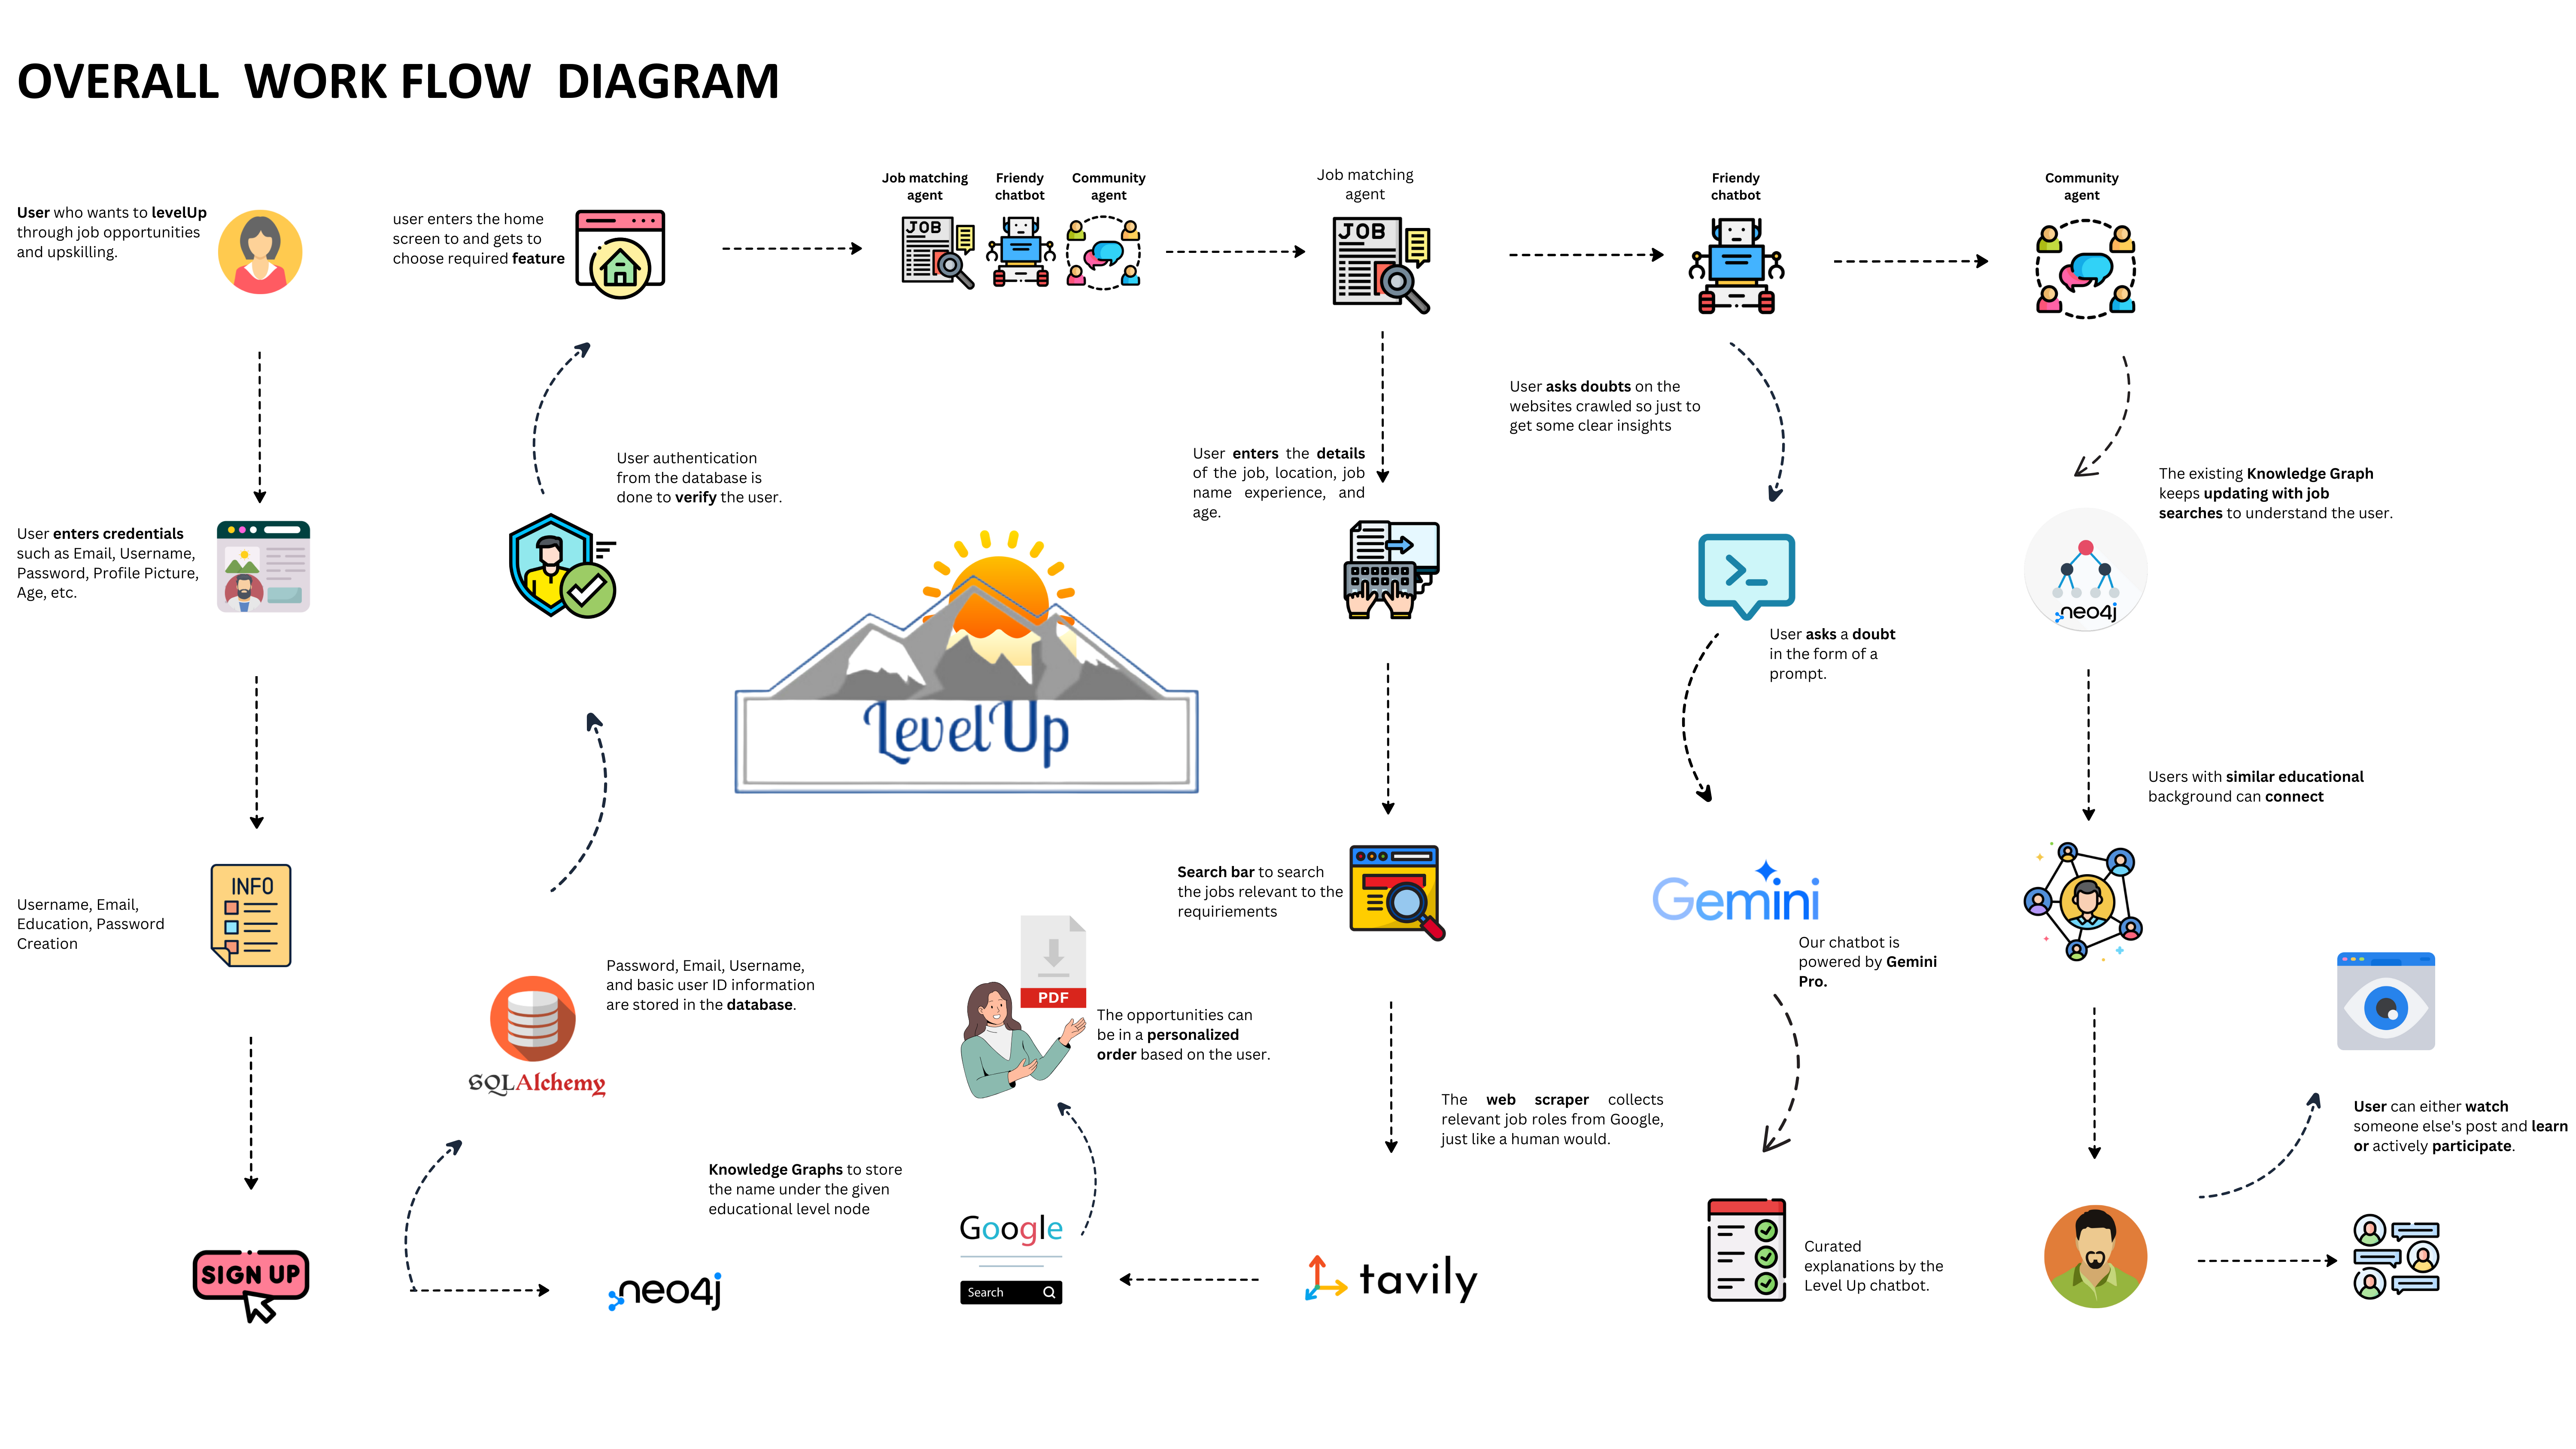 OVERALL WORK FLOW DIAGRAM
User who wants to levelUp
through job opportunities
and upskilling.
user enters the home
screen to and gets to
choose required feature
Job matching
agent
Friendy
chatbot
Community
agent
JOB
Job matching
agent
JOB
Friendy
chatbot
Community
agent
User enters credentials
such as Email, Username,
Password, Profile Picture,
Age, etc.
User authentication
from the database is
done to verify the user.
Level Up
User enters the details
of the job, location, job
name experience, and
age.
User asks doubts on the
websites crawled so just to
get some clear insights
User asks a doubt
in the form of a
prompt.
The existing Knowledge Graph
keeps updating with job
searches to understand the user.
neo4j
Users with similar educational
background can connect
Username, Email,
Education, Password
Creation
INFO
Password, Email, Username,
and basic user ID information
are stored in the database.
SQLAlchemy
PDF
The opportunities can
be in a personalized
order based on the user.
Search bar to search
the jobs relevant to the
requiriements
Gemini
Our chatbot is
powered by Gemini
Pro.
The web scraper collects
relevant job roles from Google,
just like a human would.
User can either watch
someone else's post and learn
or actively participate.
SIGN UP
neo4j
Knowledge Graphs to store
the name under the given
educational level node
Google
Search
tavily
Curated
explanations by the
Level Up chatbot.